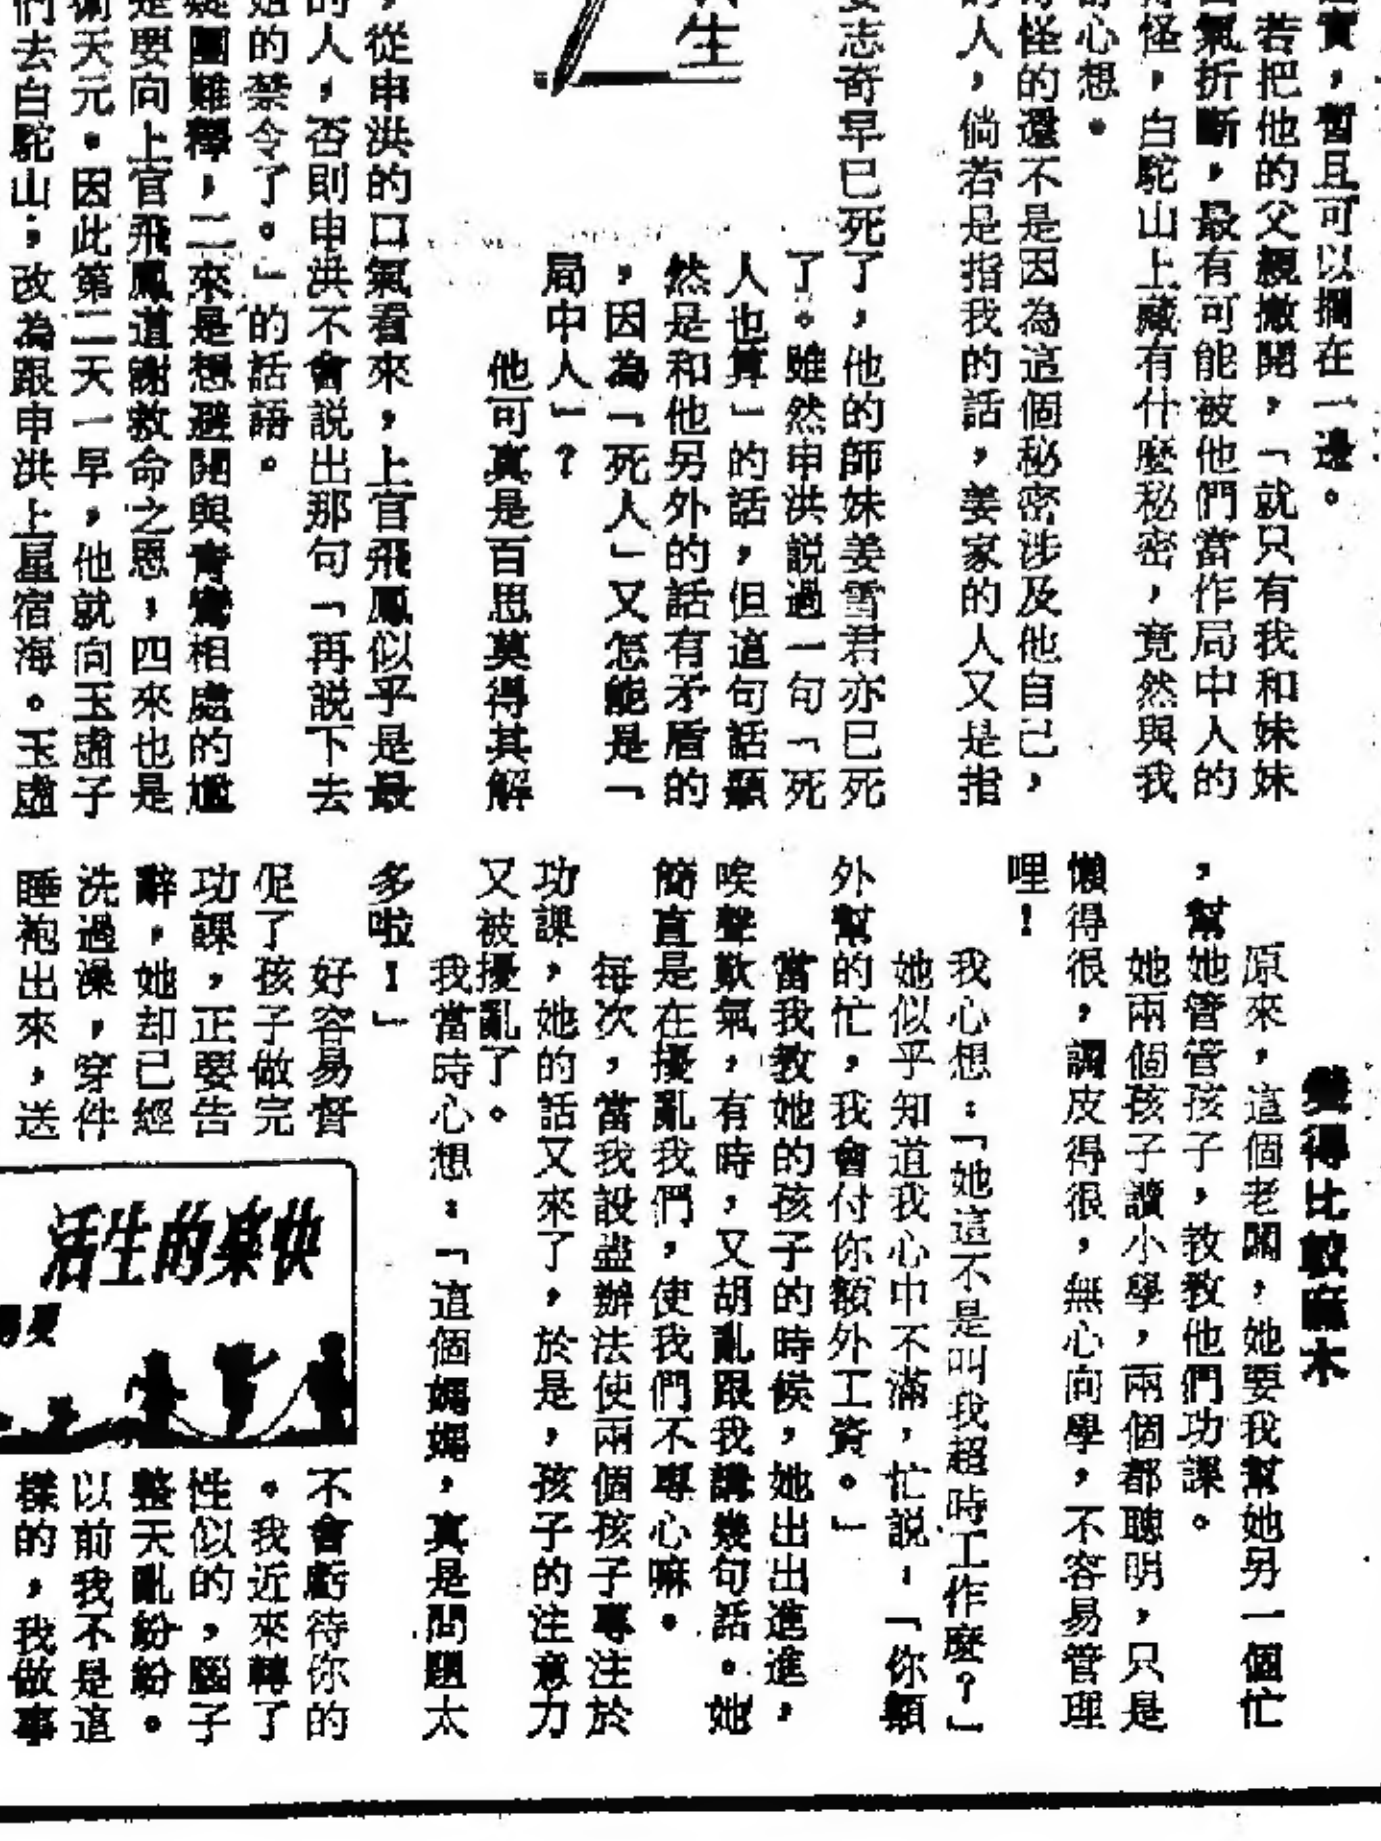 實，暫且可以擱在一邊。
若把他的父親撇開，「就只有我和妹妹
氣折斷，最有可能被他們當作局中人的
怪，白駝山上藏有什麼秘密，竟然與我
心想。
怪的還不是因為這個秘密涉及他自己，
的人，倘若是指我的話，姜家的人又是指
姜志奇早已死了，他的師妹姜雪君亦已死
了。雖然申洪説過一句「死
人也算」的話，但這句話顯
然是和他另外的話有矛盾的
，因為「死人」又怎能是「
局中人」？
他可真是百思莫得其解
生
，從申洪的口氣看來，上官飛鳳似乎是最
的人，否則申洪不會説出那句「再説下去
姐的禁令了。」的話語。
疑團難釋，二來是想避開與青鸞相處的尷
是要向上官飛鳳道謝救命之恩，四來也是
衛天元。因此第二天一早，他就向玉虛子
們去白駝山；改為跟申洪上星宿海。玉虛
變得比較麻木
原來，這個老闆，她要我幫她另一個忙
，幫她管管孩子，教教他們功課。
她兩個孩子讀小學，兩個都聰明，只是
懶得很，調皮得很，無心向學，不容易管理
哩！
我心想：「她這不是叫我超時工作麼？」
她似乎知道我心中不滿，忙説：「你額
外幫的忙，我會付你額外工資。」
當我教她的孩子的時候，她出出進進，
唉聲歎氣，有時，又胡亂跟我講幾句話。她
簡直是在擾亂我們，使我們不專心嘛。
每次，當我設盡辦法使兩個孩子專注於
功課，她的話又來了，於是，孩子的注意力
又被擾亂了。
我當時心想：「這個媽媽，真是問題太
多啦！」
好容易督
促了孩子做完
功課，正要告
辭，她却已經
洗過澡，穿件
睡袍出來，送
快樂的生活
不會虧待你的
。我近來轉了
性似的，腦子
整天亂紛紛。
以前我不是這
樣的，我做事